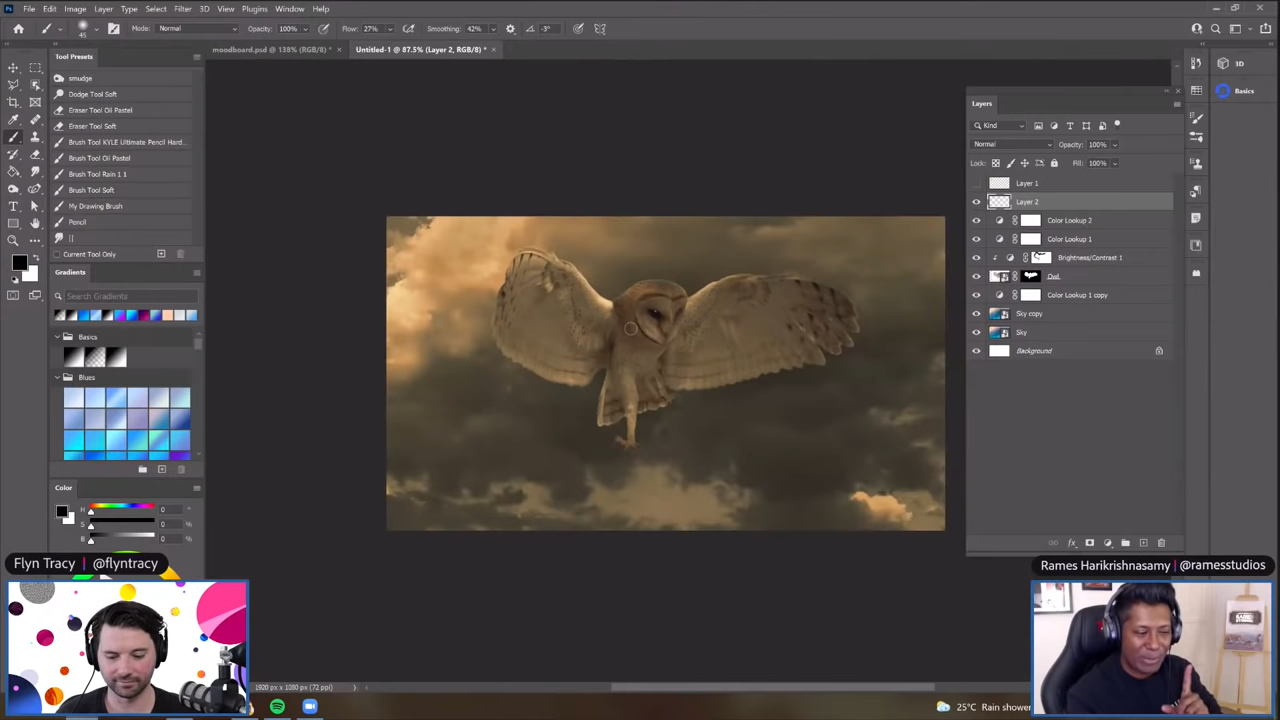 File Edit Image Layer Type Select Filter 3D View Plugins Window Help
45 Mode: Normal Opacity: 100% Flow: 27% Smoothing: 42% -3°
moodboard.psd @ 138% (RGB/8) * × Untitled-1 @ 87.5% (Layer 2, RGB/8) * ×
Tool Presets
smudge
Dodge Tool Soft
Eraser Tool Oil Pastel
Eraser Tool Soft
Brush Tool KYLE Ultimate Pencil Hard...
Brush Tool Oil Pastel
Brush Tool Rain 1 1
Brush Tool Soft
My Drawing Brush
Pencil
Current Tool Only
Gradients
Search Gradients
Basics
Blues
Color
H 0 °
S 0 %
B 0 %
3D
Basics
Layers
Kind
Normal Opacity: 100%
Lock: Fill: 100%
Layer 1
Layer 2
Color Lookup 2
Color Lookup 1
Brightness/Contrast 1
Owl
Color Lookup 1 copy
Sky copy
Sky
Background
fx
Flyn Tracy | @flyntracy
Rames Harikrishnasamy | @ramesstudios
1920 px x 1080 px (72 ppi)
25°C Rain shower